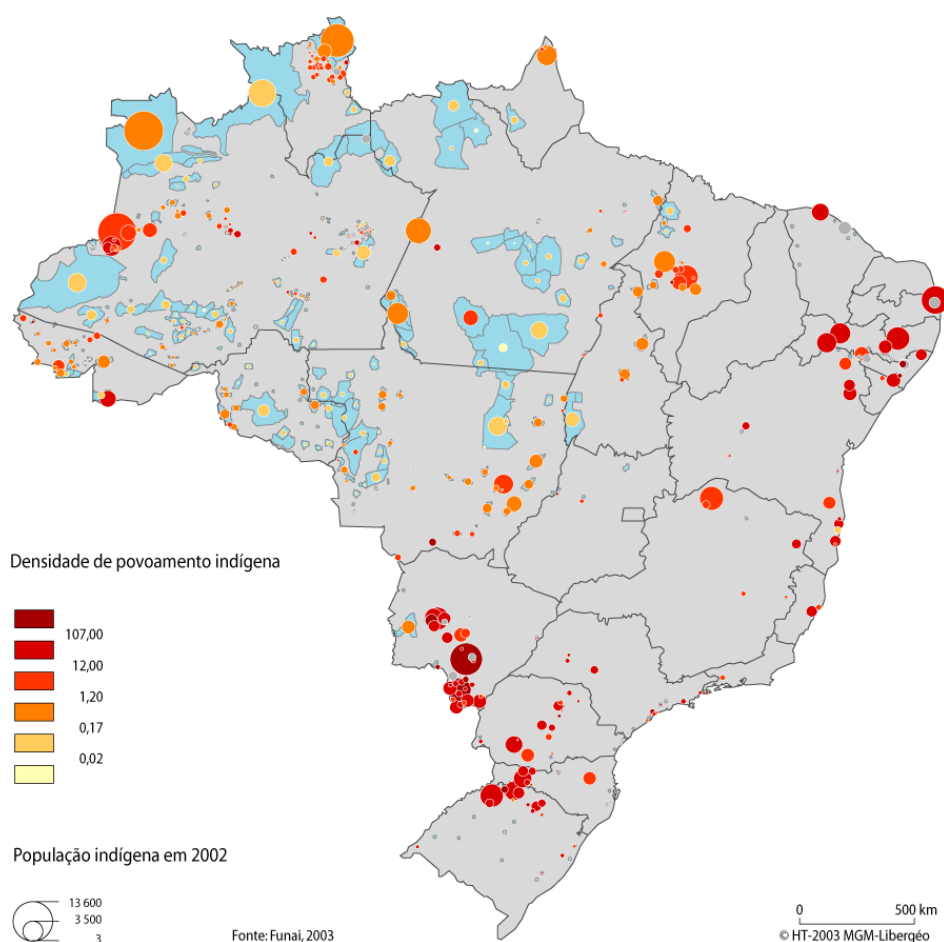 Densidade de povoamento indígena
107,00
12,00
1,20
0,17
0,02
População indígena em 2002
13 600
3 500
3
Fonte: Funai, 2003
0 500 km
© HT-2003 MGM-Libergéo